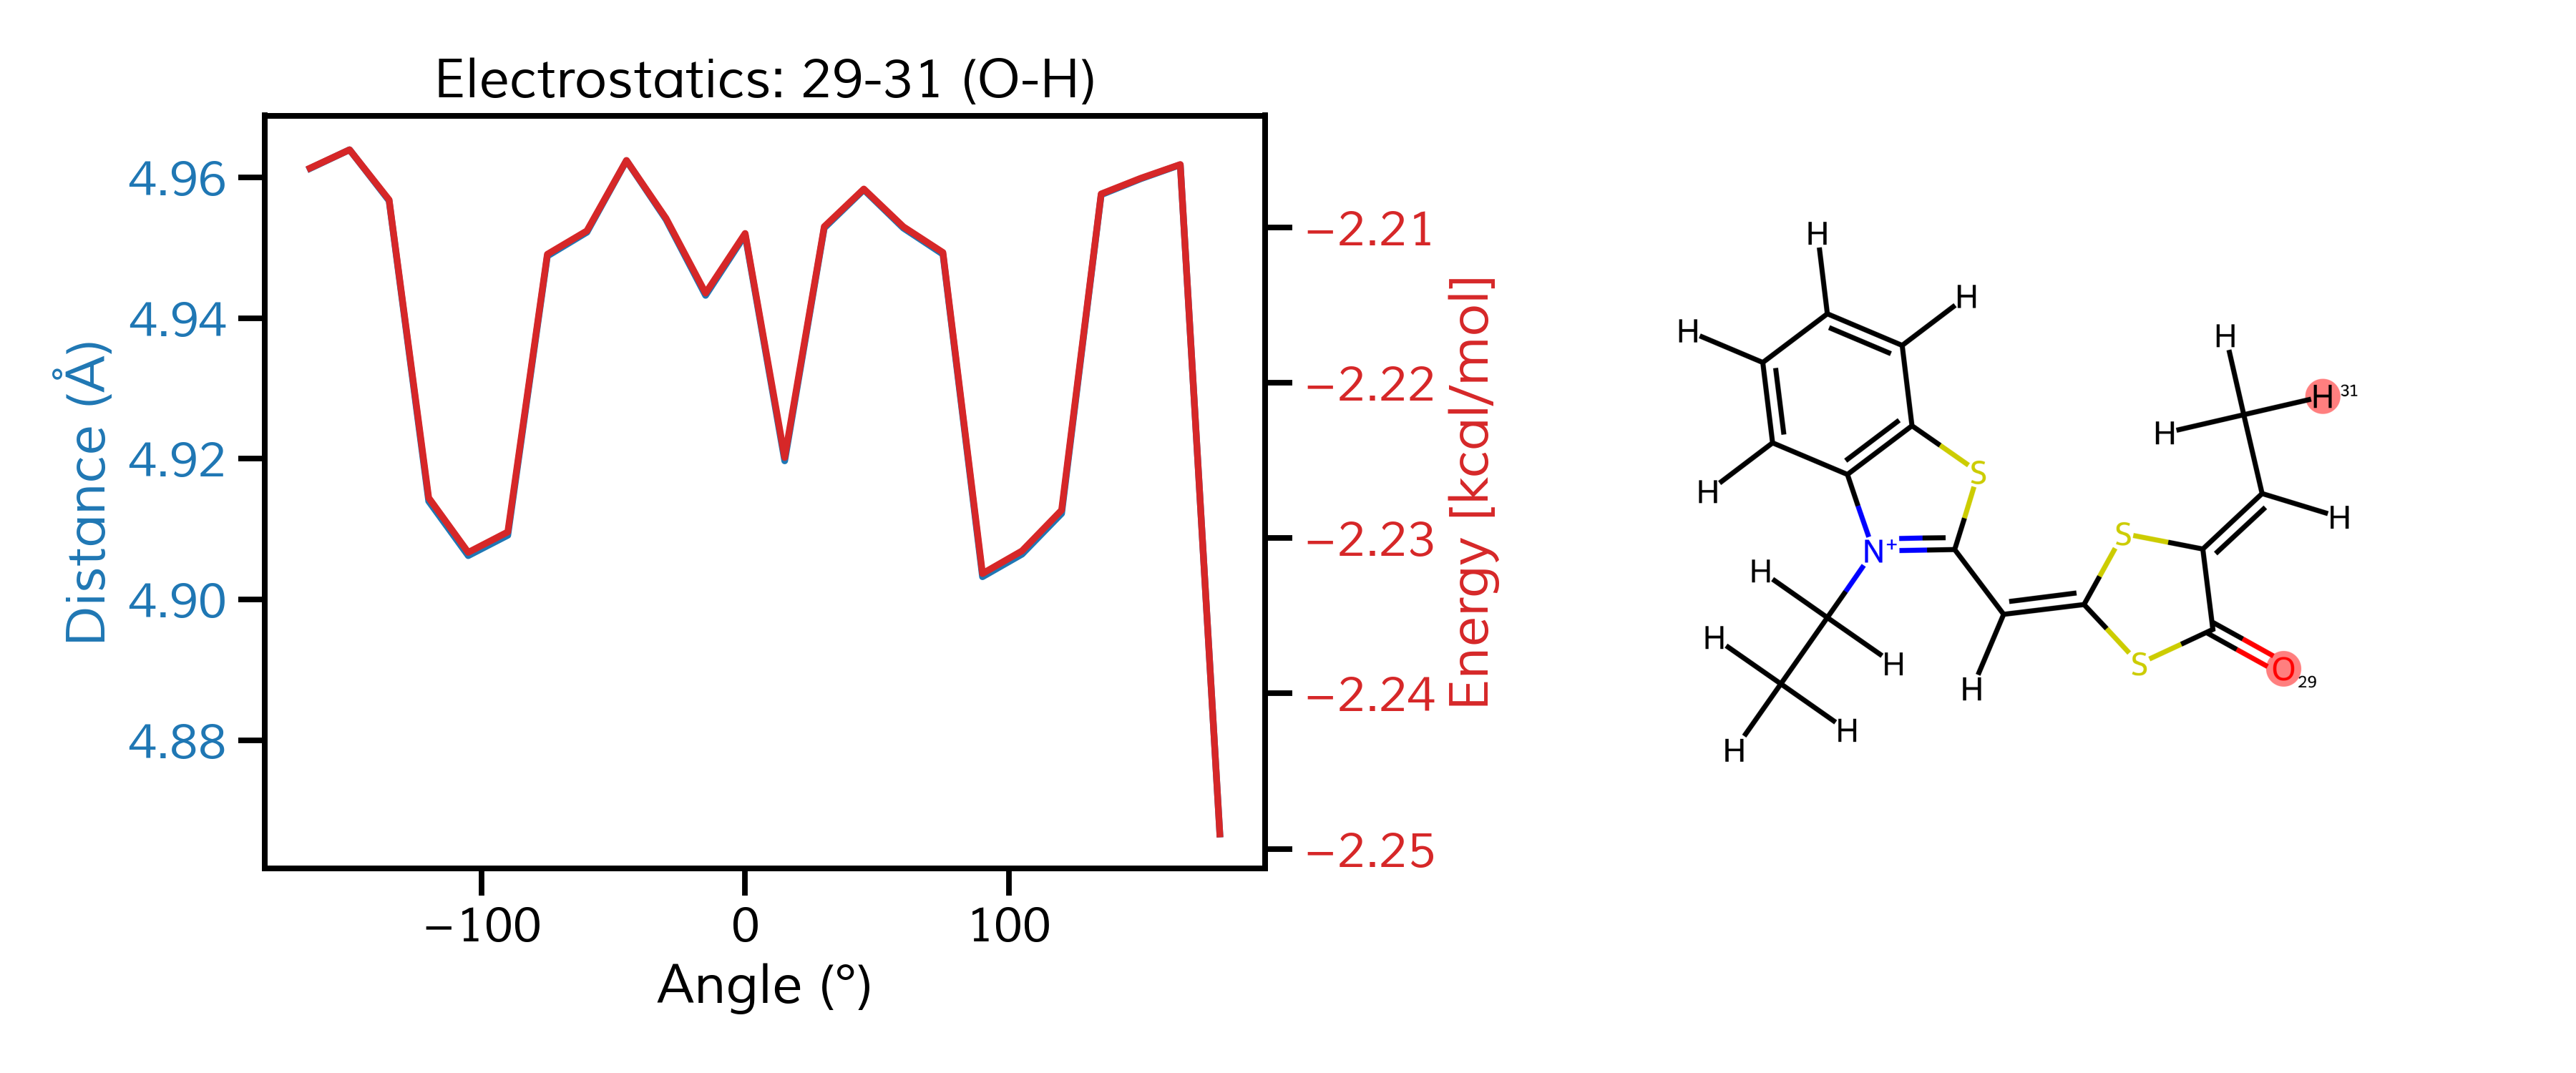 Electrostatics: 29-31 (O-H)
Distance (Å)
4.96
4.94
4.92
4.90
4.88
−100
0
100
Angle (°)
−2.21
−2.22
−2.23
−2.24
−2.25
Energy [kcal/mol]
H
H
H
H
H
H
H 31
H
H
S
S
N+
S
O 29
H
H
H
H
H
H